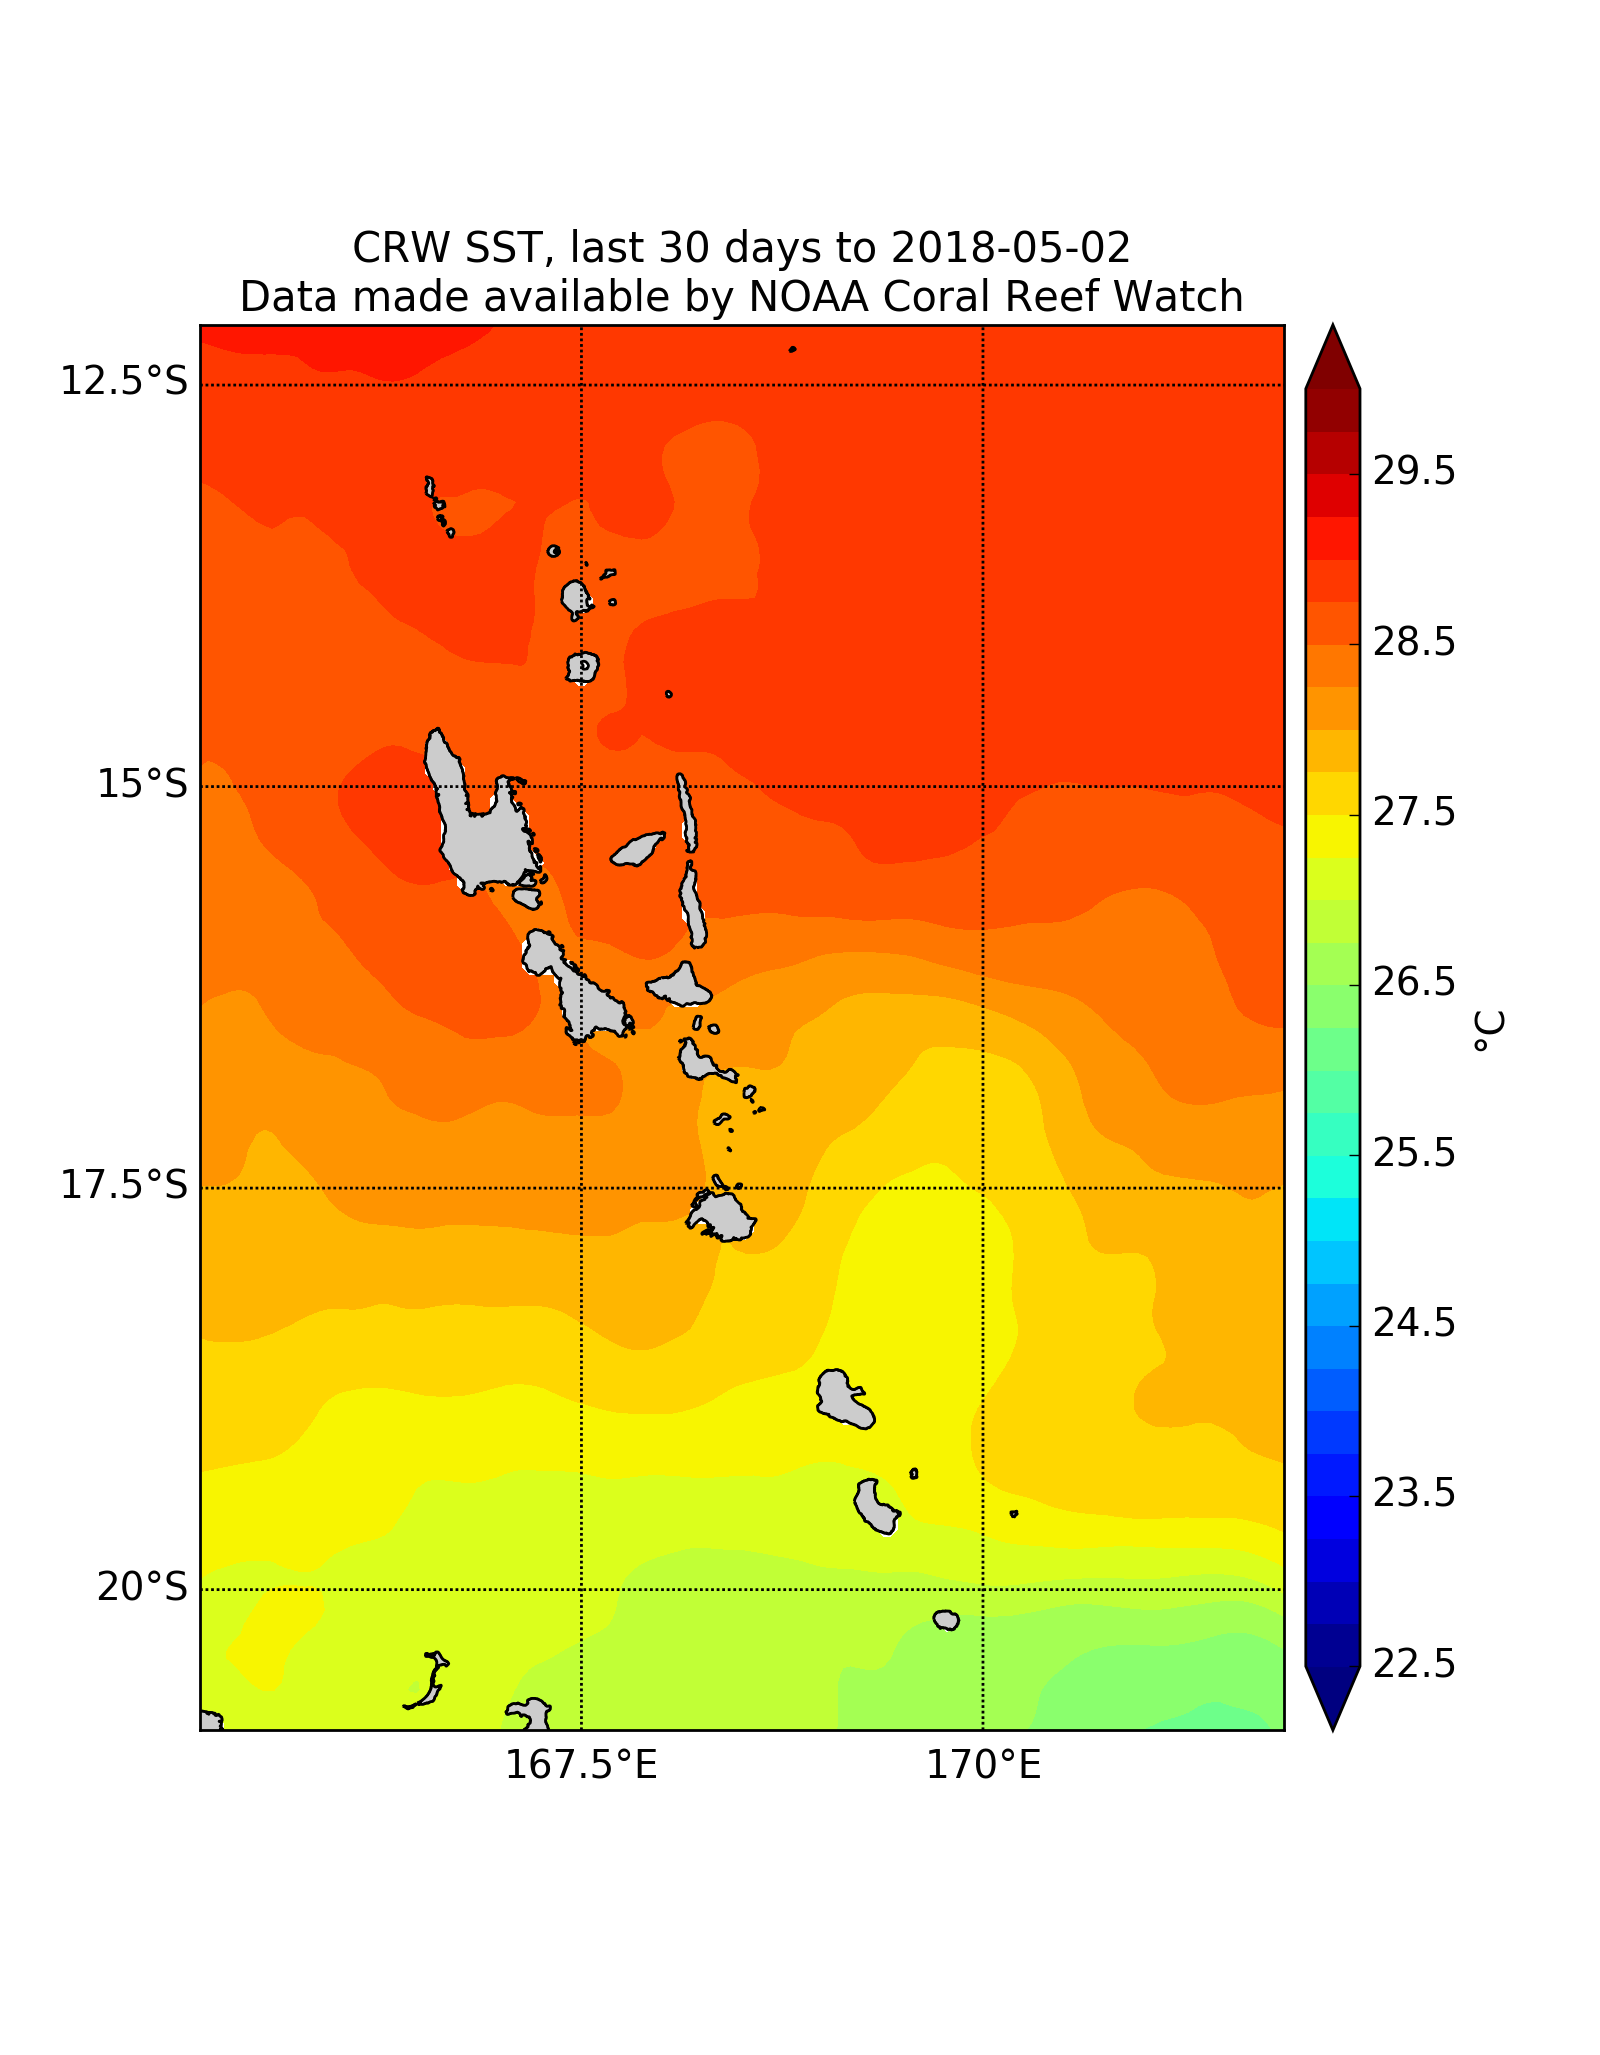 CRW SST, last 30 days to 2018-05-02
Data made available by NOAA Coral Reef Watch
12.5°S
15°S
17.5°S
20°S
167.5°E
170°E
29.5
28.5
27.5
26.5
25.5
24.5
23.5
22.5
°C